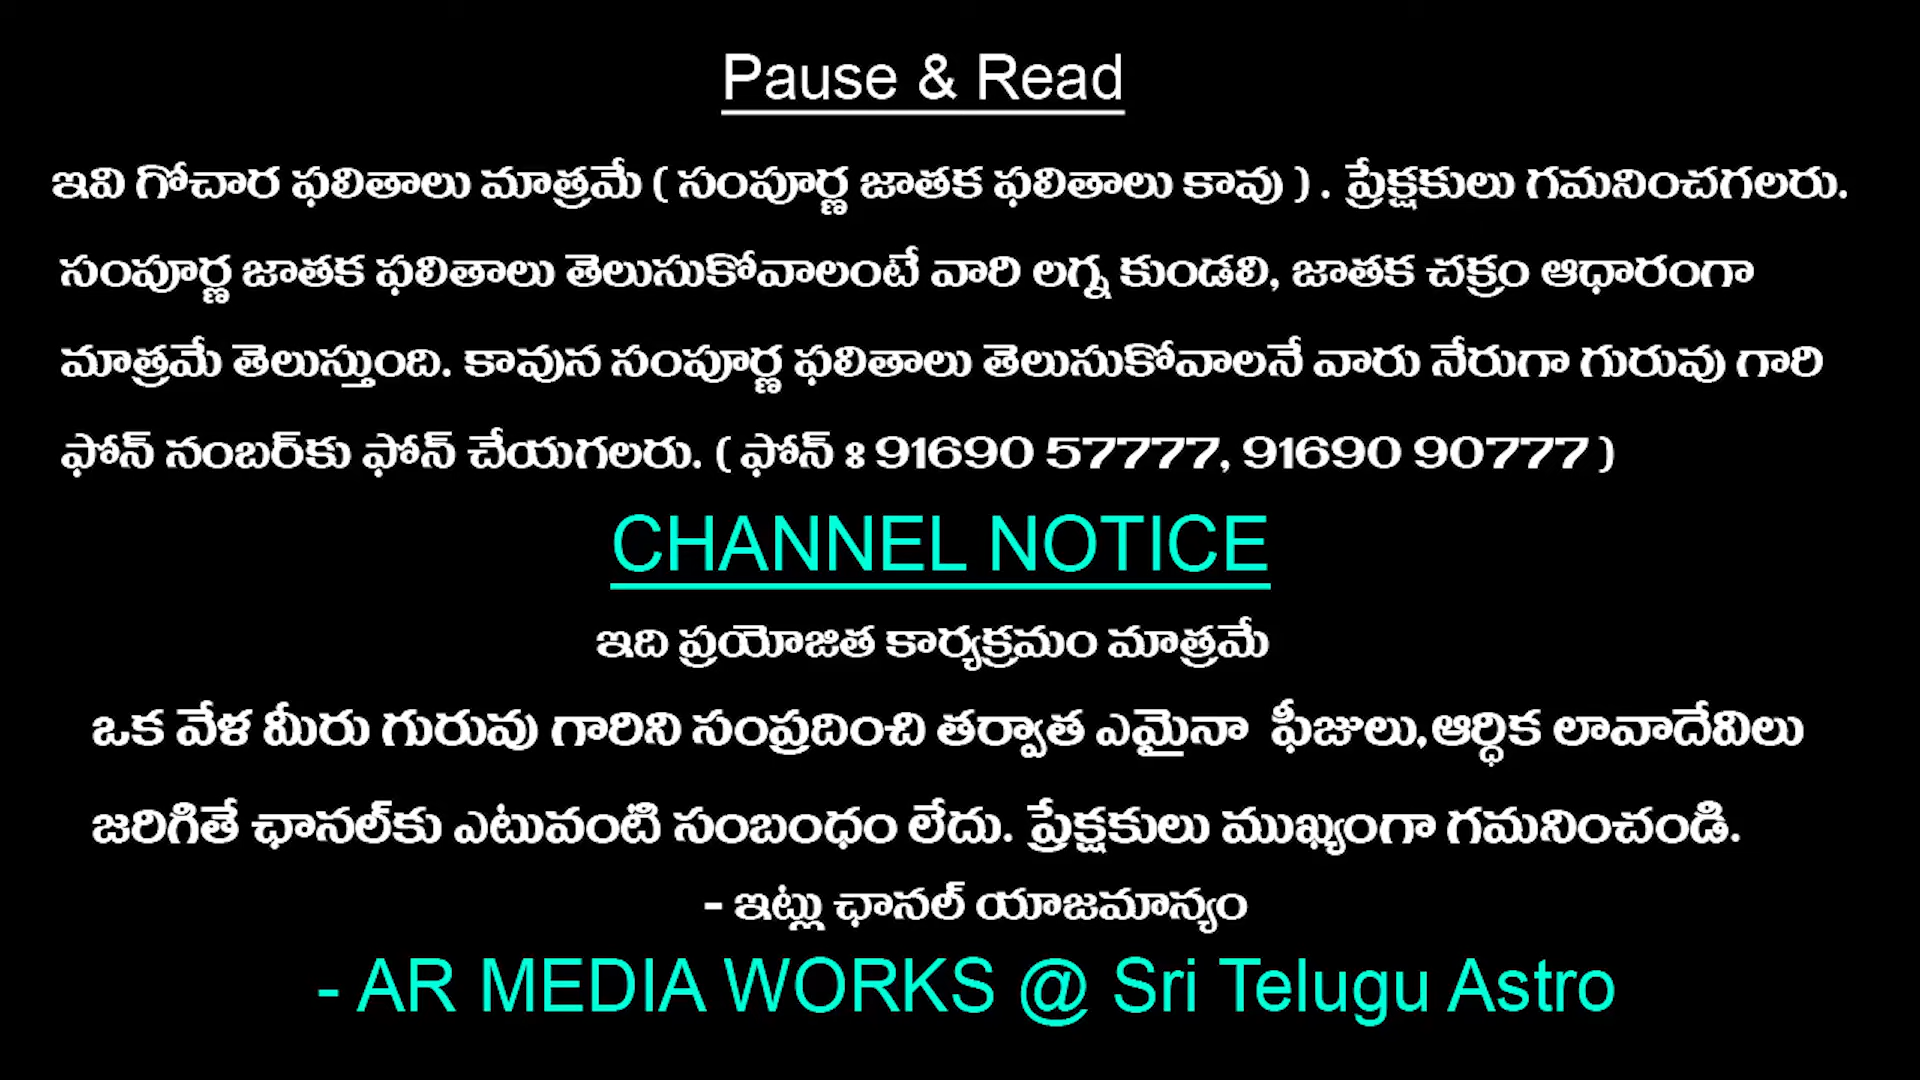 Pause & Read
ఇవి గోచార ఫలితాలు మాత్రమే ( సంపూర్ణ జాతక ఫలితాలు కావు ) . ప్రేక్షకులు గమనించగలరు.
సంపూర్ణ జాతక ఫలితాలు తెలుసుకోవాలంటే వారి లగ్న కుండలి, జాతక చక్రం ఆధారంగా
మాత్రమే తెలుస్తుంది. కావున సంపూర్ణ ఫలితాలు తెలుసుకోవాలనే వారు నేరుగా గురువు గారి
ఫోన్ నంబర్‌కు ఫోన్ చేయగలరు. ( ఫోన్ ః 91690 57777, 91690 90777 )
CHANNEL NOTICE
ఇది ప్రయోజిత కార్యక్రమం మాత్రమే
ఒక వేళ మీరు గురువు గారిని సంప్రదించి తర్వాత ఎమైనా ఫీజులు,ఆర్ధిక లావాదేవిలు
జరిగితే ఛానల్‌కు ఎటువంటి సంబంధం లేదు. ప్రేక్షకులు ముఖ్యంగా గమనించండి.
- ఇట్లు ఛానల్ యాజమాన్యం
- AR MEDIA WORKS @ Sri Telugu Astro